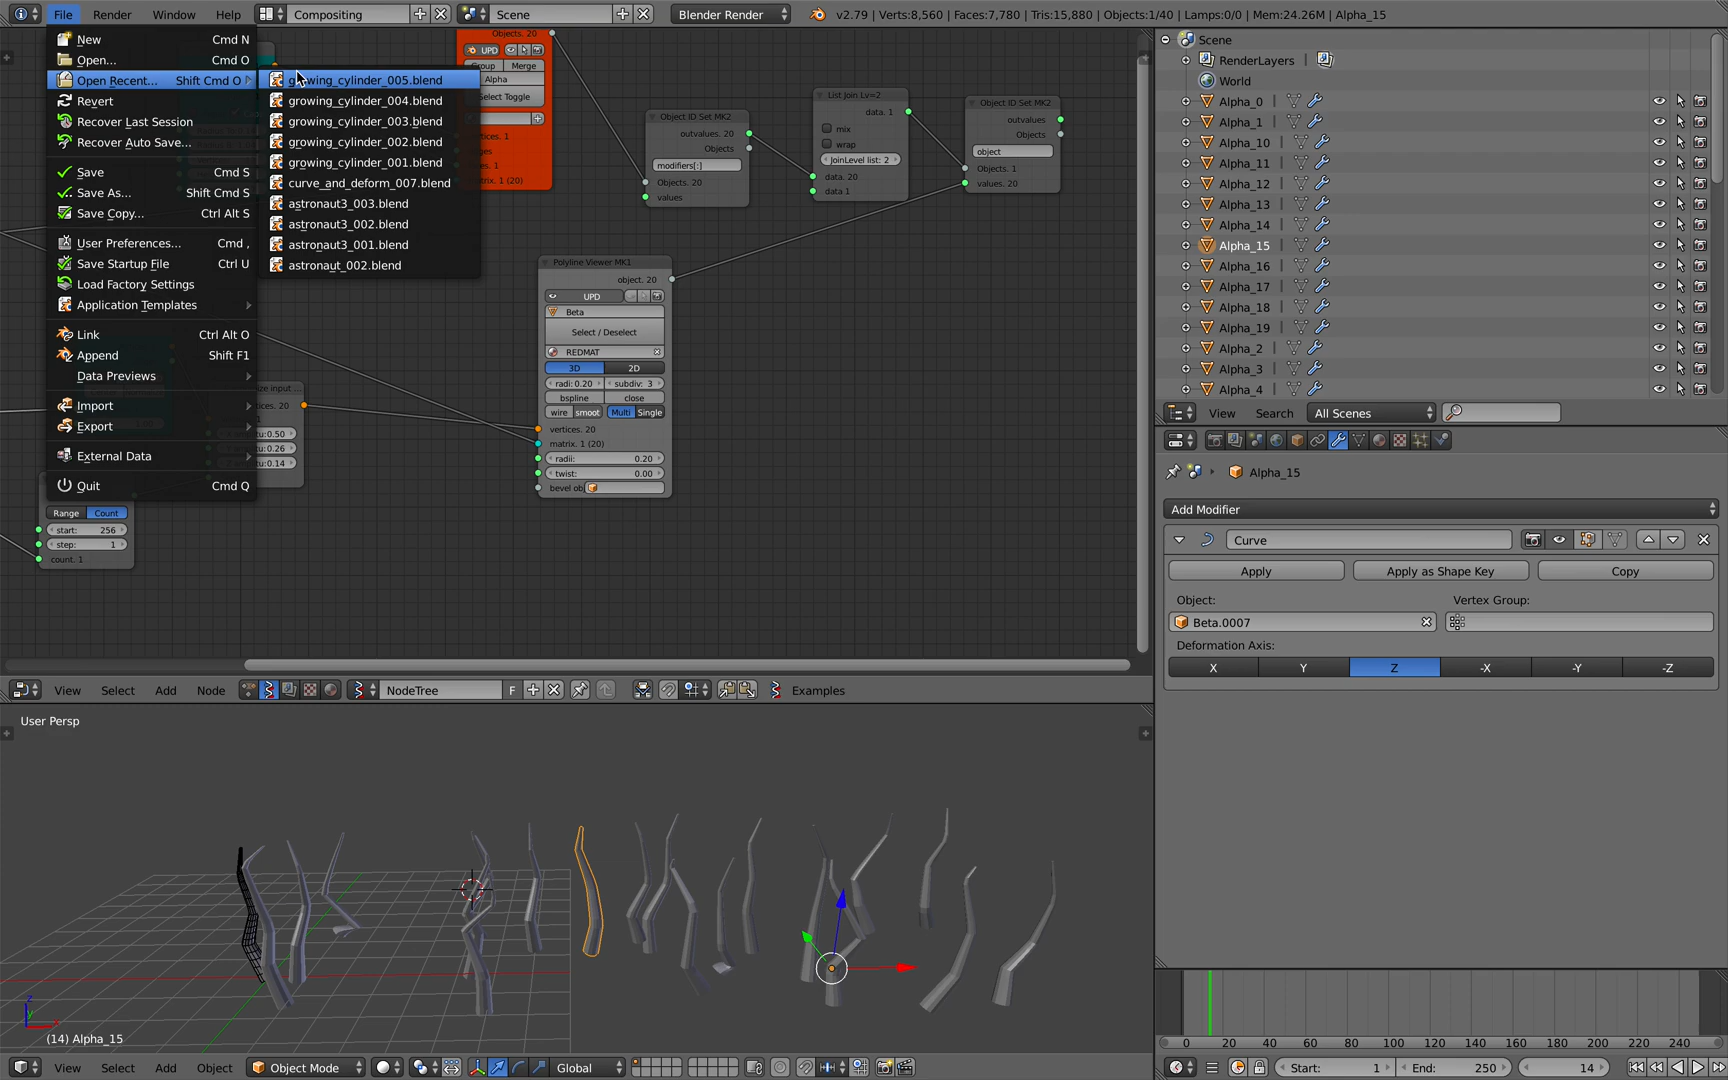 File Render Window Help Compositing Scene Blender Render v2.79 | Verts:8,560 | Faces:7,780 | Tris:15,880 | Objects:1/40 | Lamps:0/0 | Mem:24.26M | Alpha_15
New Cmd N
Open... Cmd O
Open Recent... Shift Cmd O
Revert
Recover Last Session
Recover Auto Save...
Save Cmd S
Save As... Shift Cmd S
Save Copy... Ctrl Alt S
User Preferences... Cmd ,
Save Startup File Ctrl U
Load Factory Settings
Application Templates
Link Ctrl Alt O
Append Shift F1
Data Previews
Import
Export
External Data
Quit Cmd Q
growing_cylinder_005.blend
growing_cylinder_004.blend
growing_cylinder_003.blend
growing_cylinder_002.blend
growing_cylinder_001.blend
curve_and_deform_007.blend
astronaut3_003.blend
astronaut3_002.blend
astronaut3_001.blend
astronaut_002.blend
Objects. 20
UPD
Group Merge
Alpha
Select Toggle
Object ID Set MK2
outvalues. 20
Objects
modifiers[:]
Objects. 20
values
List Join Lv=2
data. 1
mix
wrap
JoinLevel list: 2
data. 20
data 1
Object ID Set MK2
outvalues
Objects
object
Objects. 1
values. 20
Polyline Viewer MK1
object. 20
UPD
Beta
Select / Deselect
REDMAT
3D 2D
radi: 0.20 subdiv: 3
bspline close
wire smoot Multi Single
vertices. 20
matrix. 1 (20)
radii: 0.20
twist: 0.00
bevel ob
Range Count
start: 256
step: 1
count. 1
View Select Add Node NodeTree F Examples
User Persp
(14) Alpha_15
View Select Add Object Object Mode Global
Scene
RenderLayers
World
Alpha_0
Alpha_1
Alpha_10
Alpha_11
Alpha_12
Alpha_13
Alpha_14
Alpha_15
Alpha_16
Alpha_17
Alpha_18
Alpha_19
Alpha_2
Alpha_3
Alpha_4
View Search All Scenes
Alpha_15
Add Modifier
Curve
Apply Apply as Shape Key Copy
Object: Vertex Group:
Beta.0007
Deformation Axis:
X Y Z -X -Y -Z
0 20 40 60 80 100 120 140 160 180 200 220 240
Start: 1 End: 250 14